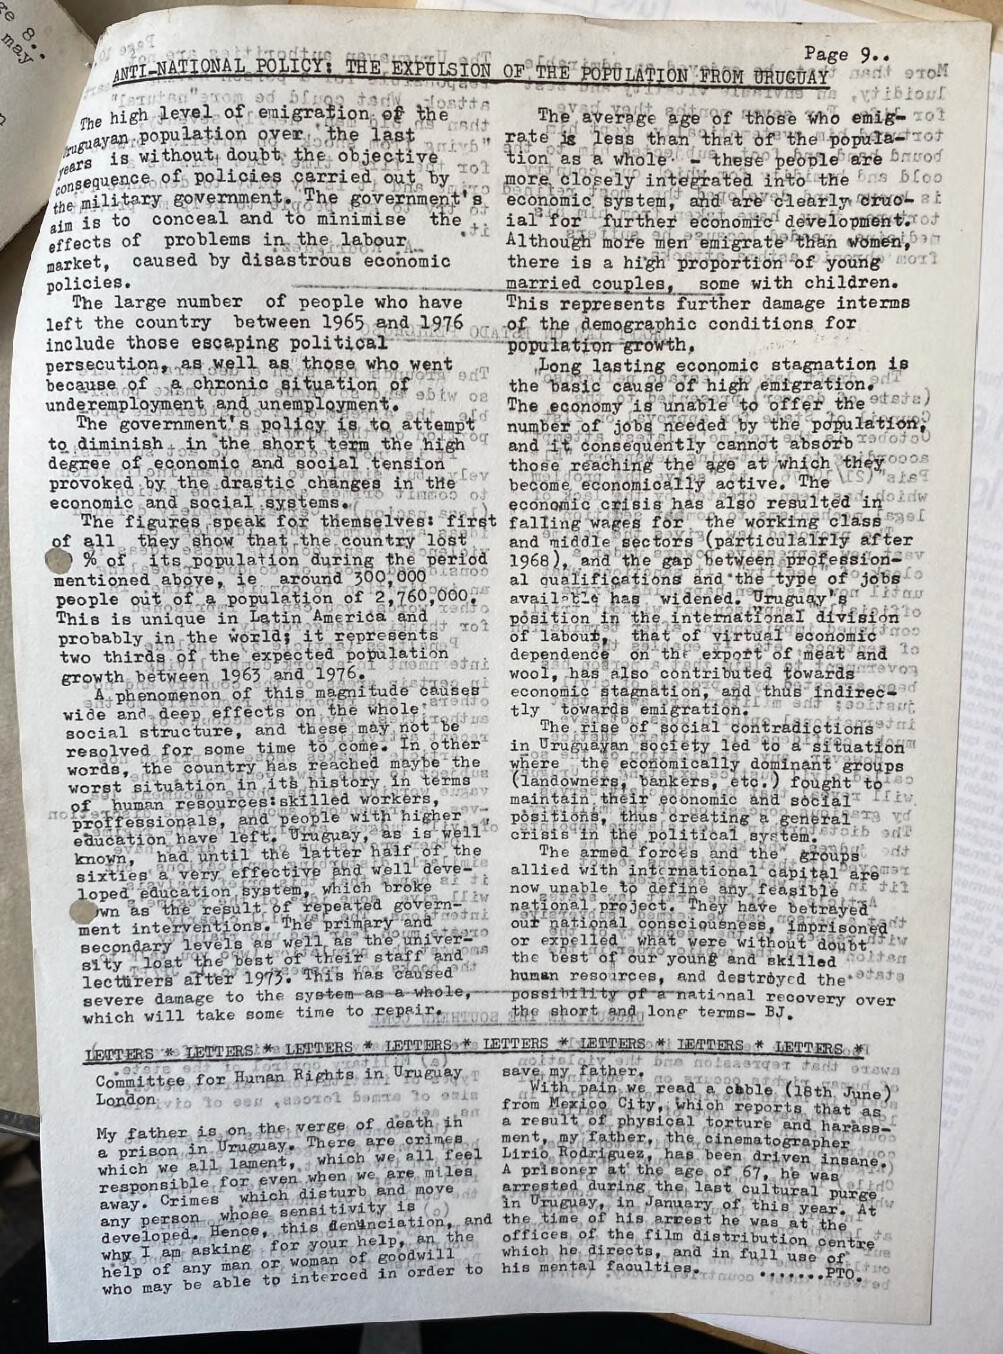 Page 9..
ANTI-NATIONAL POLICY: THE EXPULSION OF THE POPULATION FROM URUGUAY
The high level of emigration of the
Uruguayan population over the last
years is without doubt the objective
consequence of policies carried out by
the military government. The government's
aim is to conceal and to minimise the
effects of problems in the labour
market, caused by disastrous economic
policies.
The large number of people who have
left the country between 1965 and 1976
include those escaping political
persecution, as well as those who went
because of a chronic situation of
underemployment and unemployment.
The government's policy is to attempt
to diminish in the short term the high
degree of economic and social tension
provoked by the drastic changes in the
economic and social systems.
The figures speak for themselves: first
of all they show that the country lost
% of its population during the period
mentioned above, ie around 300,000
people out of a population of 2,760,000.
This is unique in Latin America and
probably in the world; it represents
two thirds of the expected population
growth between 1963 and 1976.
A phenomenon of this magnitude causes
wide and deep effects on the whole
social structure, and these may not be
resolved for some time to come. In other
words, the country has reached maybe the
worst situation in its history in terms
of human resources:skilled workers,
proffessionals, and people with higher
education have left. Uruguay, as is well
known, had until the latter half of the
sixties a very effective and well deve-
loped education system, which broke
wn as the result of repeated govern-
ment interventions. The primary and
secondary levels as well as the univer-
sity lost the best of their staff and
lecturers after 1973. This has caused
severe damage to the system as a whole,
which will take some time to repair.
The average age of those who emig-
rate is less than that of the popula-
tion as a whole - these people are
more closely integrated into the
economic system, and are clearly cruc-
ial for further economic development.
Although more men emigrate than women,
there is a high proportion of young
married couples, some with children.
This represents further damage interms
of the demographic conditions for
population growth.
Long lasting economic stagnation is
the basic cause of high emigration.
The economy is unable to offer the
number of jobs needed by the population,
and it consequently cannot absorb
those reaching the age at which they
become economically active. The
economic crisis has also resulted in
falling wages for the working class
and middle sectors (particulalrly after
1968), and the gap between profession-
al qualifications and the type of jobs
available has widened. Uruguay's
position in the international division
of labour, that of virtual economic
dependence on the export of meat and
wool, has also contributed towards
economic stagnation, and thus indirec-
tly towards emigration.
The rise of social contradictions
in Uruguayan society led to a situation
where the economically dominant groups
(landowners, bankers, etc.) fought to
maintain their economic and social
positions, thus creating a general
crisis in the political system.
The armed forces and the groups
allied with international capital are
now unable to define any feasible
national project. They have betrayed
our national consciousness, imprisoned
or expelled what were without doubt
the best of our young and skilled
human resources, and destroyed the
possibility of a national recovery over
the short and long terms- BJ.
LETTERS * LETTERS * LETTERS * LETTERS * LETTERS * LETTERS * LETTERS * LETTERS *
Committee for Human Rights in Uruguay
London
My father is on the verge of death in
a prison in Uruguay. There are crimes
which we all lament, which we all feel
responsible for even when we are miles
away. Crimes which disturb and move
any person whose sensitivity is
developed. Hence, this denunciation, and
why I am asking for your help, an the
help of any man or woman of goodwill
who may be able to interced in order to
save my father.
With pain we read a cable (18th June)
from Mexico City, which reports that as
a result of physical torture and harass-
ment, my father, the cinematographer
Lirio Rodriguez, has been driven insane.
A prisoner at the age of 67, he was
arrested during the last cultural purge
in Uruguay, in January of this year. At
the time of his arrest he was at the
offices of the film distribution centre
which he directs, and in full use of
his mental faculties. .......PTO.